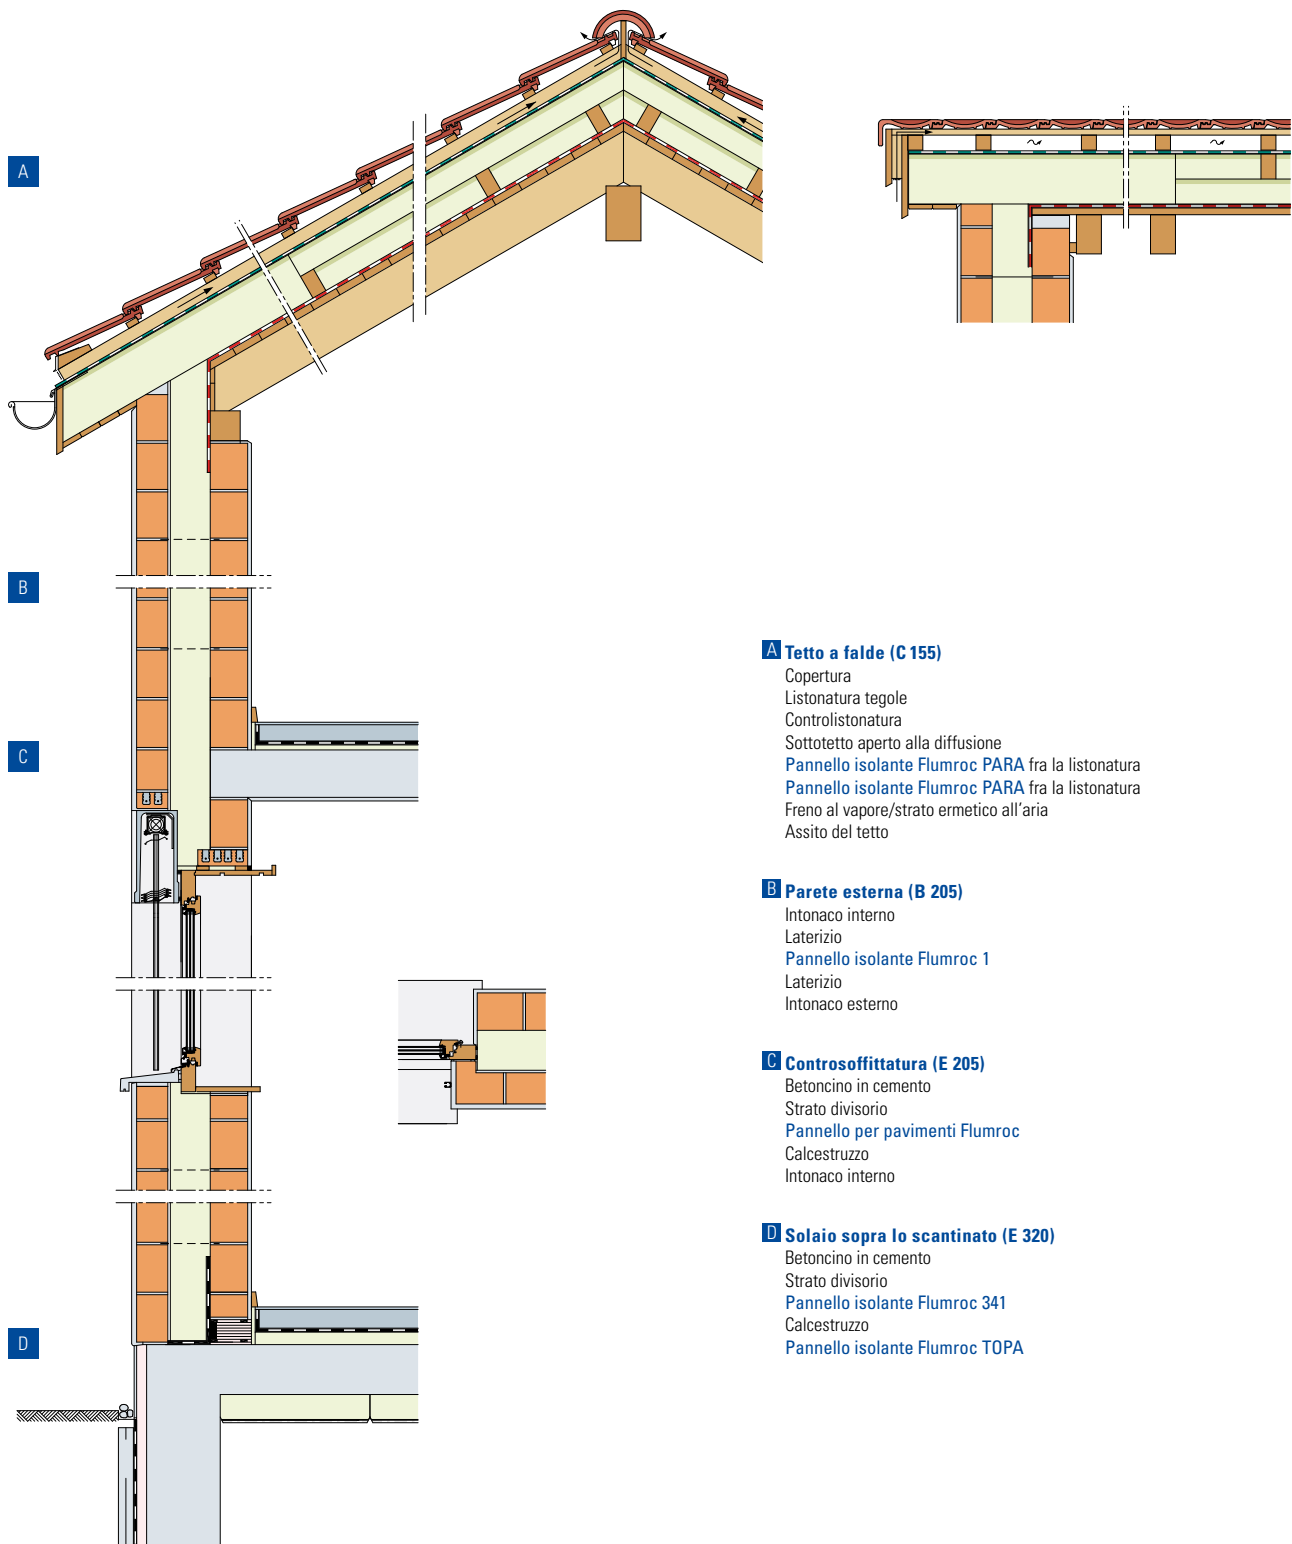 A
B
C
D
A Tetto a falde (C 155)
Copertura
Listonatura tegole
Controlistonatura
Sottotetto aperto alla diffusione
Pannello isolante Flumroc PARA fra la listonatura
Pannello isolante Flumroc PARA fra la listonatura
Freno al vapore/strato ermetico all'aria
Assito del tetto
B Parete esterna (B 205)
Intonaco interno
Laterizio
Pannello isolante Flumroc 1
Laterizio
Intonaco esterno
C Controsoffittatura (E 205)
Betoncino in cemento
Strato divisorio
Pannello per pavimenti Flumroc
Calcestruzzo
Intonaco interno
D Solaio sopra lo scantinato (E 320)
Betoncino in cemento
Strato divisorio
Pannello isolante Flumroc 341
Calcestruzzo
Pannello isolante Flumroc TOPA